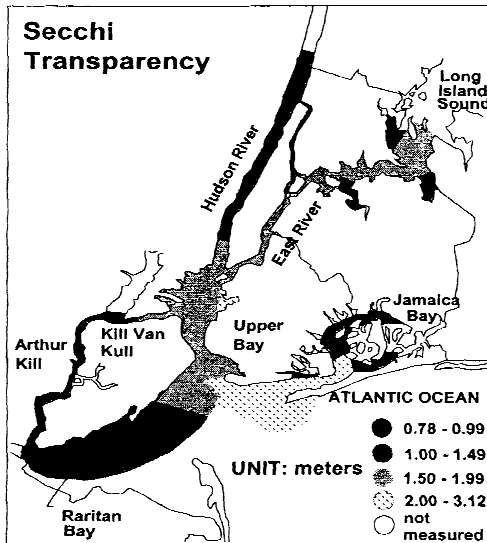 Secchi
Transparency
Long
Island
Sound
Hudson River
East River
Jamaica
Bay
Kill Van
Kull
Upper
Bay
Arthur
Kill
ATLANTIC OCEAN
0.78 - 0.99
1.00 - 1.49
1.50 - 1.99
2.00 - 3.12
not
measured
UNIT: meters
Raritan
Bay